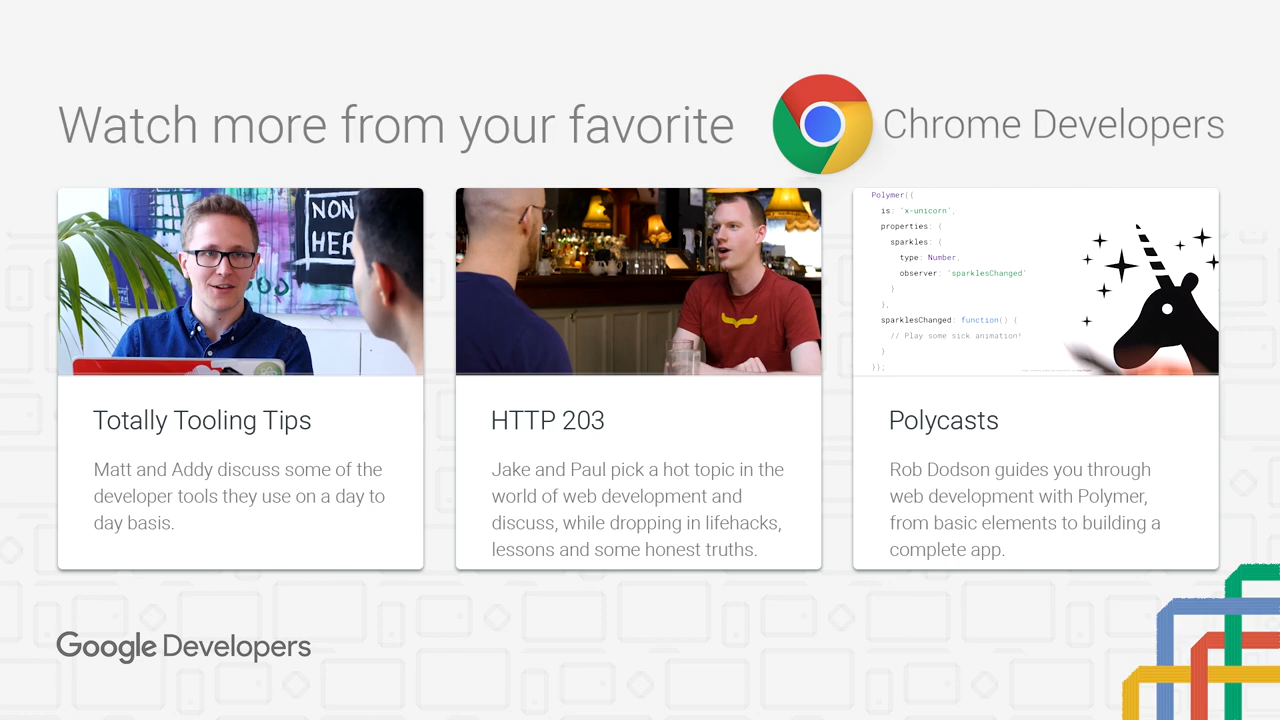 Watch more from your favorite
Chrome Developers
NON
HER
Polymer({
is: 'x-unicorn',
properties: {
sparkles: {
type: Number,
observer: 'sparklesChanged'
}
},
sparklesChanged: function() {
// Play some sick animation!
}
});
Totally Tooling Tips
Matt and Addy discuss some of the
developer tools they use on a day to
day basis.
HTTP 203
Jake and Paul pick a hot topic in the
world of web development and
discuss, while dropping in lifehacks,
lessons and some honest truths.
Polycasts
Rob Dodson guides you through
web development with Polymer,
from basic elements to building a
complete app.
Google Developers